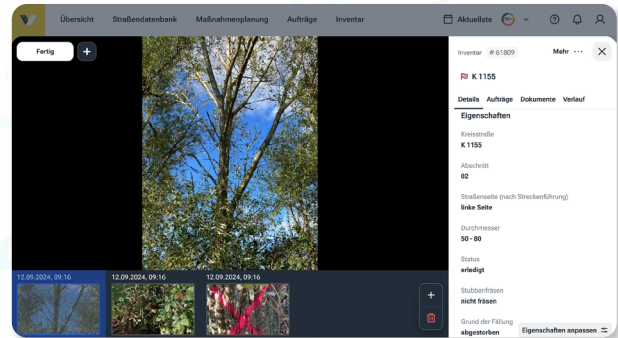 Übersicht
Straßendatenbank
Maßnahmenplanung
Aufträge
Inventar
Aktuellste
Fertig
Inventar # 61809
Mehr
K 1155
Details Aufträge Dokumente Verlauf
Eigenschaften
Kreisstraße
K 1155
Abschnitt
02
Straßenseite (nach Streckenführung)
linke Seite
Durchmesser
50 - 80
Status
erledigt
Stubberfräsen
nicht fräsen
Grund der Fällung
abgestorben
Eigenschaften anpassen
12.09.2024, 09:16
12.09.2024, 09:16
12.09.2024, 09:16